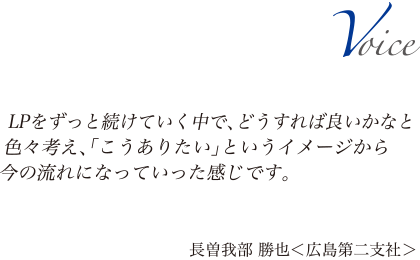 Voice
LPをずっと続けていく中で、どうすれば良いかなと
色々考え、「こうありたい」というイメージから
今の流れになっていった感じです。
長曽我部 勝也＜広島第二支社＞